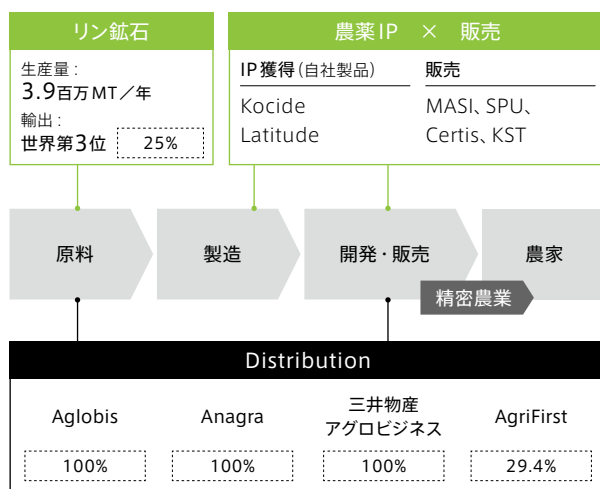 リン鉱石
生産量：
3.9百万MT／年
輸出：
世界第3位 25%
農薬IP × 販売
IP獲得(自社製品)
Kocide
Latitude
販売
MASI、SPU、
Certis、KST
原料
製造
開発・販売
農家
精密農業
Distribution
Aglobis
100%
Anagra
100%
三井物産
アグロビジネス
100%
AgriFirst
29.4%